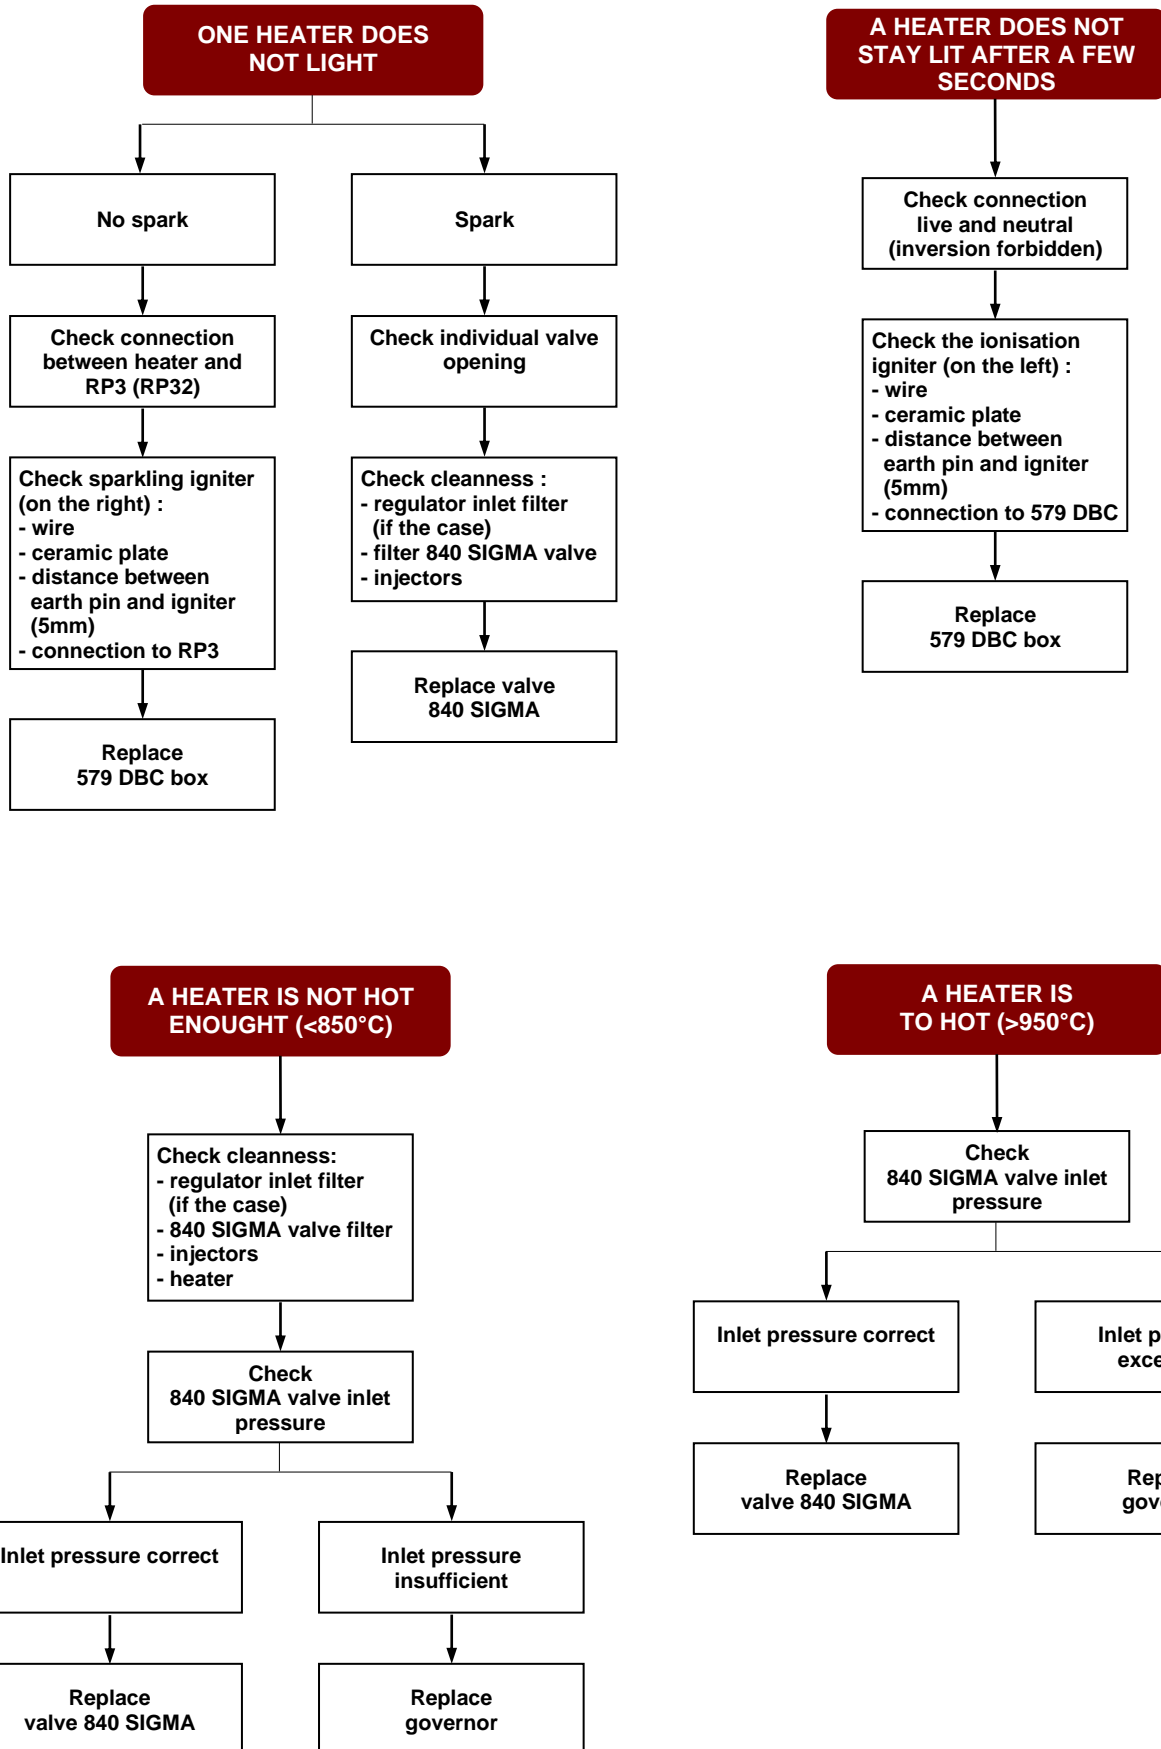 ONE HEATER DOES
NOT LIGHT
No spark
Check connection
between heater and
RP3 (RP32)
Check sparkling igniter
(on the right) :
- wire
- ceramic plate
- distance between
earth pin and igniter
(5mm)
- connection to RP3
Replace
579 DBC box
Spark
Check individual valve
opening
Check cleanness :
- regulator inlet filter
(if the case)
- filter 840 SIGMA valve
- injectors
Replace valve
840 SIGMA
A HEATER DOES NOT
STAY LIT AFTER A FEW
SECONDS
Check connection
live and neutral
(inversion forbidden)
Check the ionisation
igniter (on the left) :
- wire
- ceramic plate
- distance between
earth pin and igniter
(5mm)
- connection to 579 DBC
Replace
579 DBC box
A HEATER IS NOT HOT
ENOUGHT (<850°C)
Check cleanness:
- regulator inlet filter
(if the case)
- 840 SIGMA valve filter
- injectors
- heater
Check
840 SIGMA valve inlet
pressure
Inlet pressure correct
Replace
valve 840 SIGMA
Inlet pressure
insufficient
Replace
governor
A HEATER IS
TO HOT (>950°C)
Check
840 SIGMA valve inlet
pressure
Inlet pressure correct
Replace
valve 840 SIGMA
Inlet